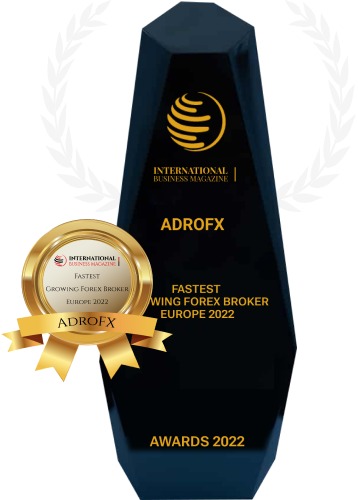 INTERNATIONAL
BUSINESS MAGAZINE
ADROFX
FASTEST
WING FOREX BROKER
EUROPE 2022
AWARDS 2022
INTERNATIONAL
BUSINESS MAGAZINE
FASTEST
GROWING FOREX BROKER
EUROPE 2022
ADROFX